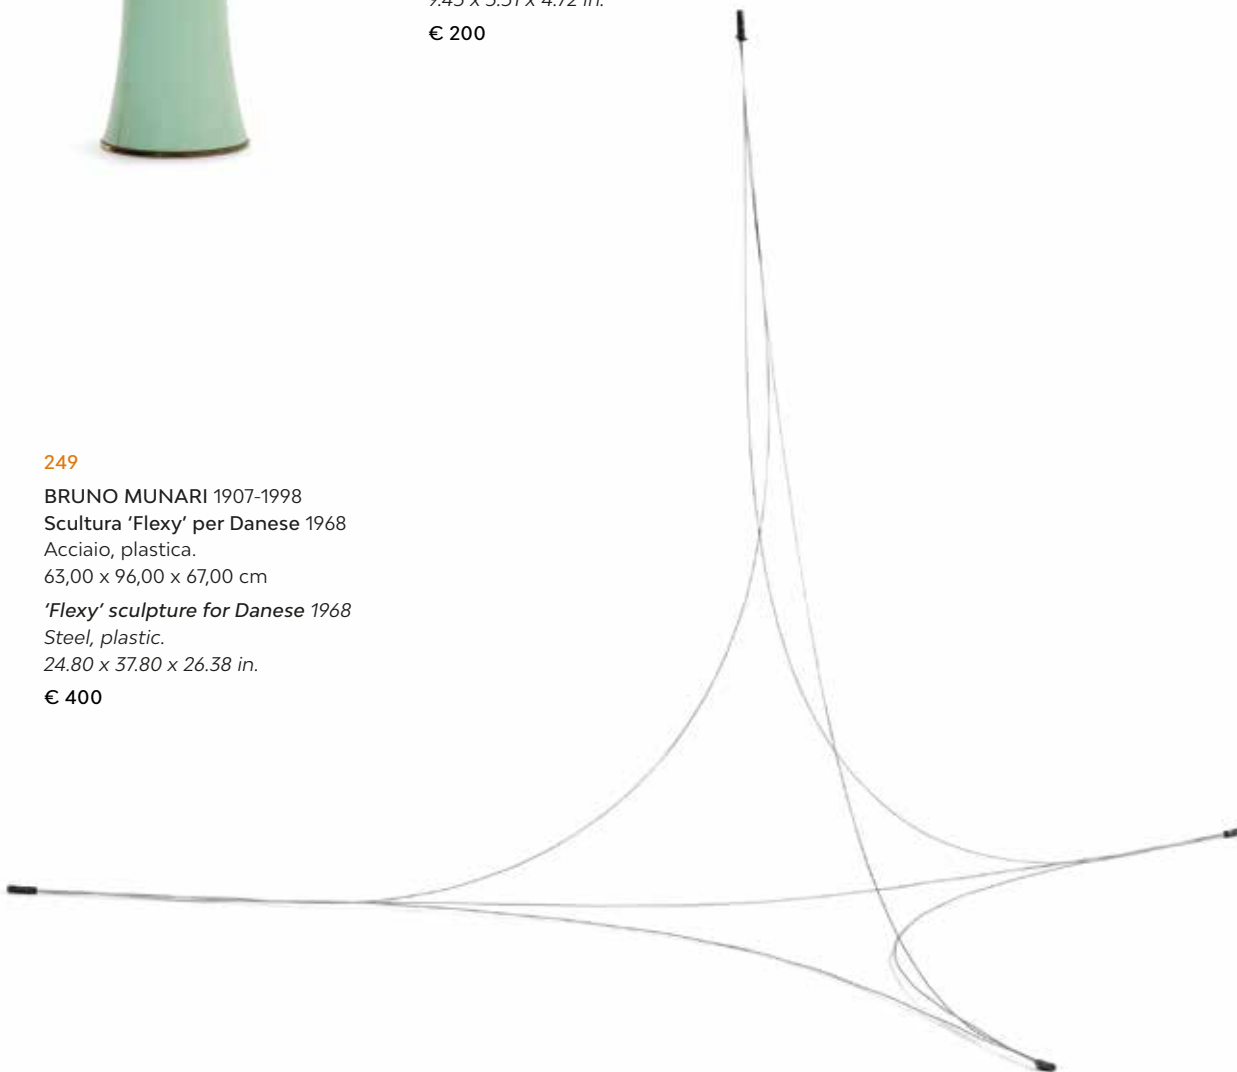 € 200
249
BRUNO MUNARI 1907-1998
Scultura ‘Flexy’ per Danese 1968
Acciaio, plastica.
63,00 x 96,00 x 67,00 cm
‘Flexy’ sculpture for Danese 1968
Steel, plastic.
24.80 x 37.80 x 26.38 in.
€ 400